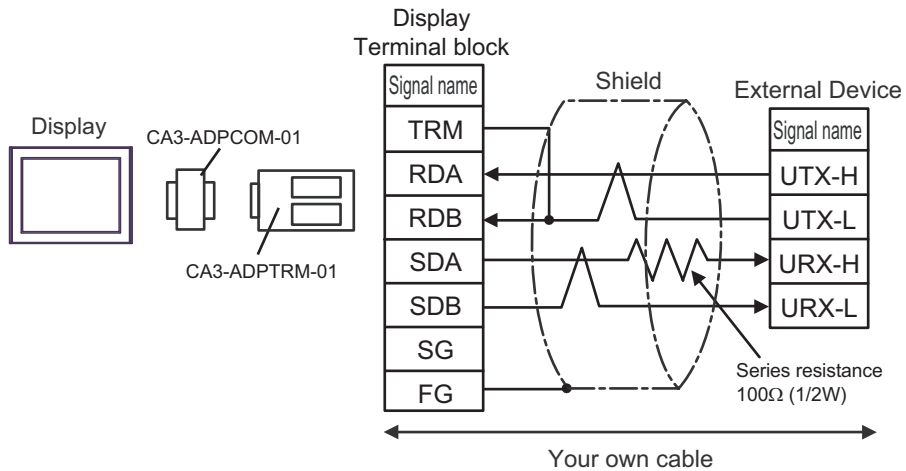 Display
Terminal block
Signal name
TRM
RDA
RDB
SDA
SDB
SG
FG
Display
CA3-ADPCOM-01
CA3-ADPTRM-01
Shield
External Device
Signal name
UTX-H
UTX-L
URX-H
URX-L
Series resistance
100Ω (1/2W)
Your own cable